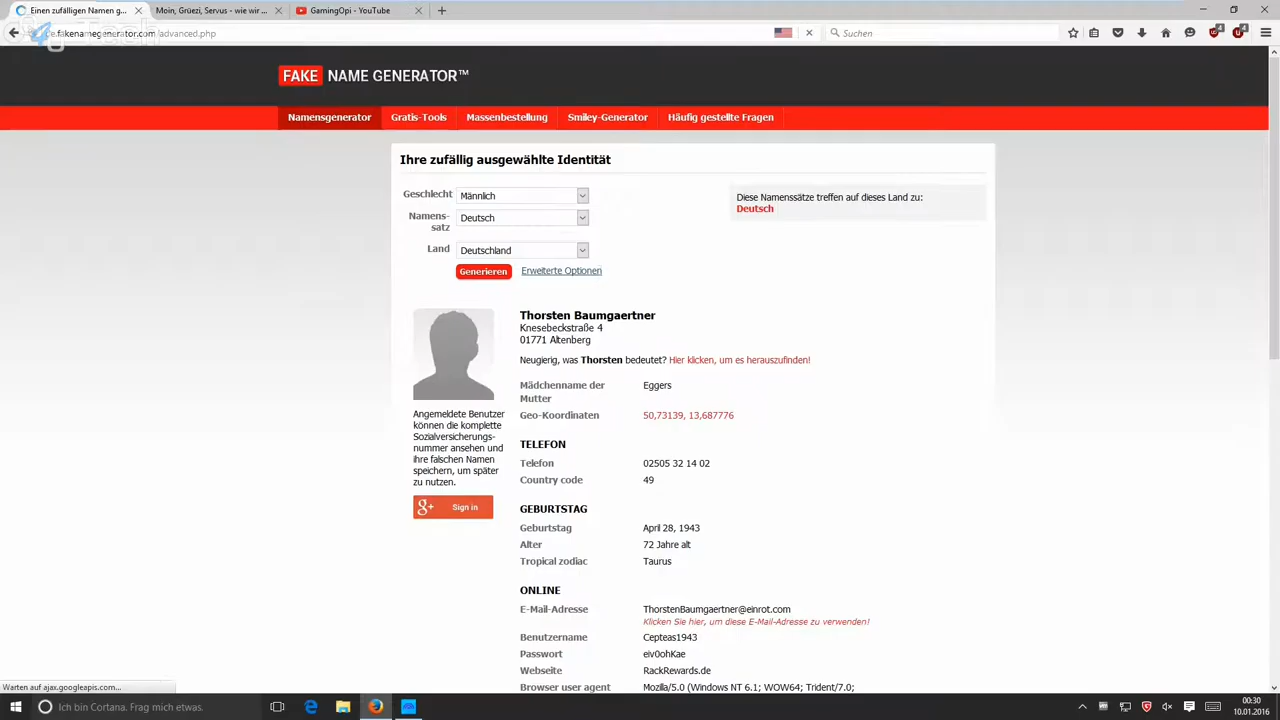 Einen zufälligen Namen g...
Moin, Grüezi, Servus - wie wir ...
GamingOpi - YouTube
.fakenamegenerator.com/advanced.php
Suchen
4
4
FAKE NAME GENERATOR™
Namensgenerator
Gratis-Tools
Massenbestellung
Smiley-Generator
Häufig gestellte Fragen
Ihre zufällig ausgewählte Identität
Geschlecht
Männlich
Diese Namenssätze treffen auf dieses Land zu:
Deutsch
Namens-
satz
Deutsch
Land
Deutschland
Generieren
Erweiterte Optionen
Thorsten Baumgaertner
Knesebeckstraße 4
01771 Altenberg
Neugierig, was Thorsten bedeutet? Hier klicken, um es herauszufinden!
Mädchenname der
Mutter
Eggers
Geo-Koordinaten
50,73139, 13,687776
Angemeldete Benutzer
können die komplette
Sozialversicherungs-
nummer ansehen und
ihre falschen Namen
speichern, um später
zu nutzen.
g+ Sign in
TELEFON
Telefon
02505 32 14 02
Country code
49
GEBURTSTAG
Geburtstag
April 28, 1943
Alter
72 Jahre alt
Tropical zodiac
Taurus
ONLINE
E-Mail-Adresse
ThorstenBaumgaertner@einrot.com
Klicken Sie hier, um diese E-Mail-Adresse zu verwenden!
Benutzername
Cepteas1943
Passwort
eiv0ohKae
Webseite
RackRewards.de
Browser user agent
Mozilla/5.0 (Windows NT 6.1; WOW64; Trident/7.0;
Warten auf ajax.googleapis.com...
Ich bin Cortana. Frag mich etwas.
00:30
10.01.2016